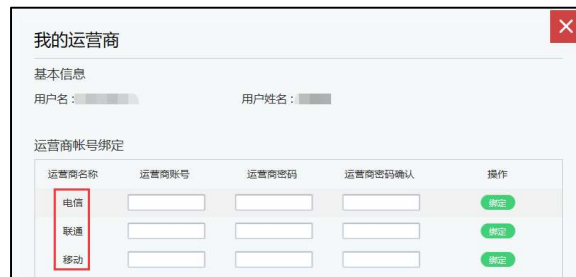 我的运营商
基本信息
用户名： 用户姓名：
运营商帐号绑定
运营商名称 运营商账号 运营商密码 运营商密码确认 操作
电信 绑定
联通 绑定
移动 绑定